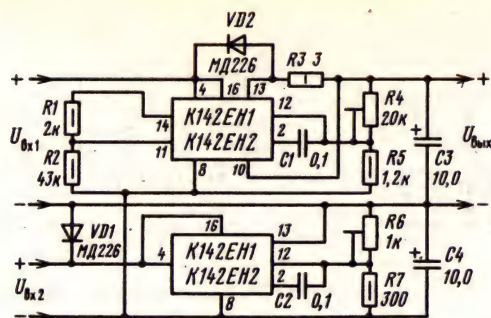 VD2
МД226
R3 3
+
+
4
16
13
R1
2к
14
К142ЕН1
К142ЕН2
12
2
R4
20к
Uвх1
11
C1
0,1
Uвых
+
R2
43к
8
10
R5
1,2к
C3
10,0
−
−
VD1
МД226
16
13
R6
1к
+
4
К142ЕН1
К142ЕН2
12
2
+
C4
10,0
Uвх2
8
C2
0,1
R7
300
−